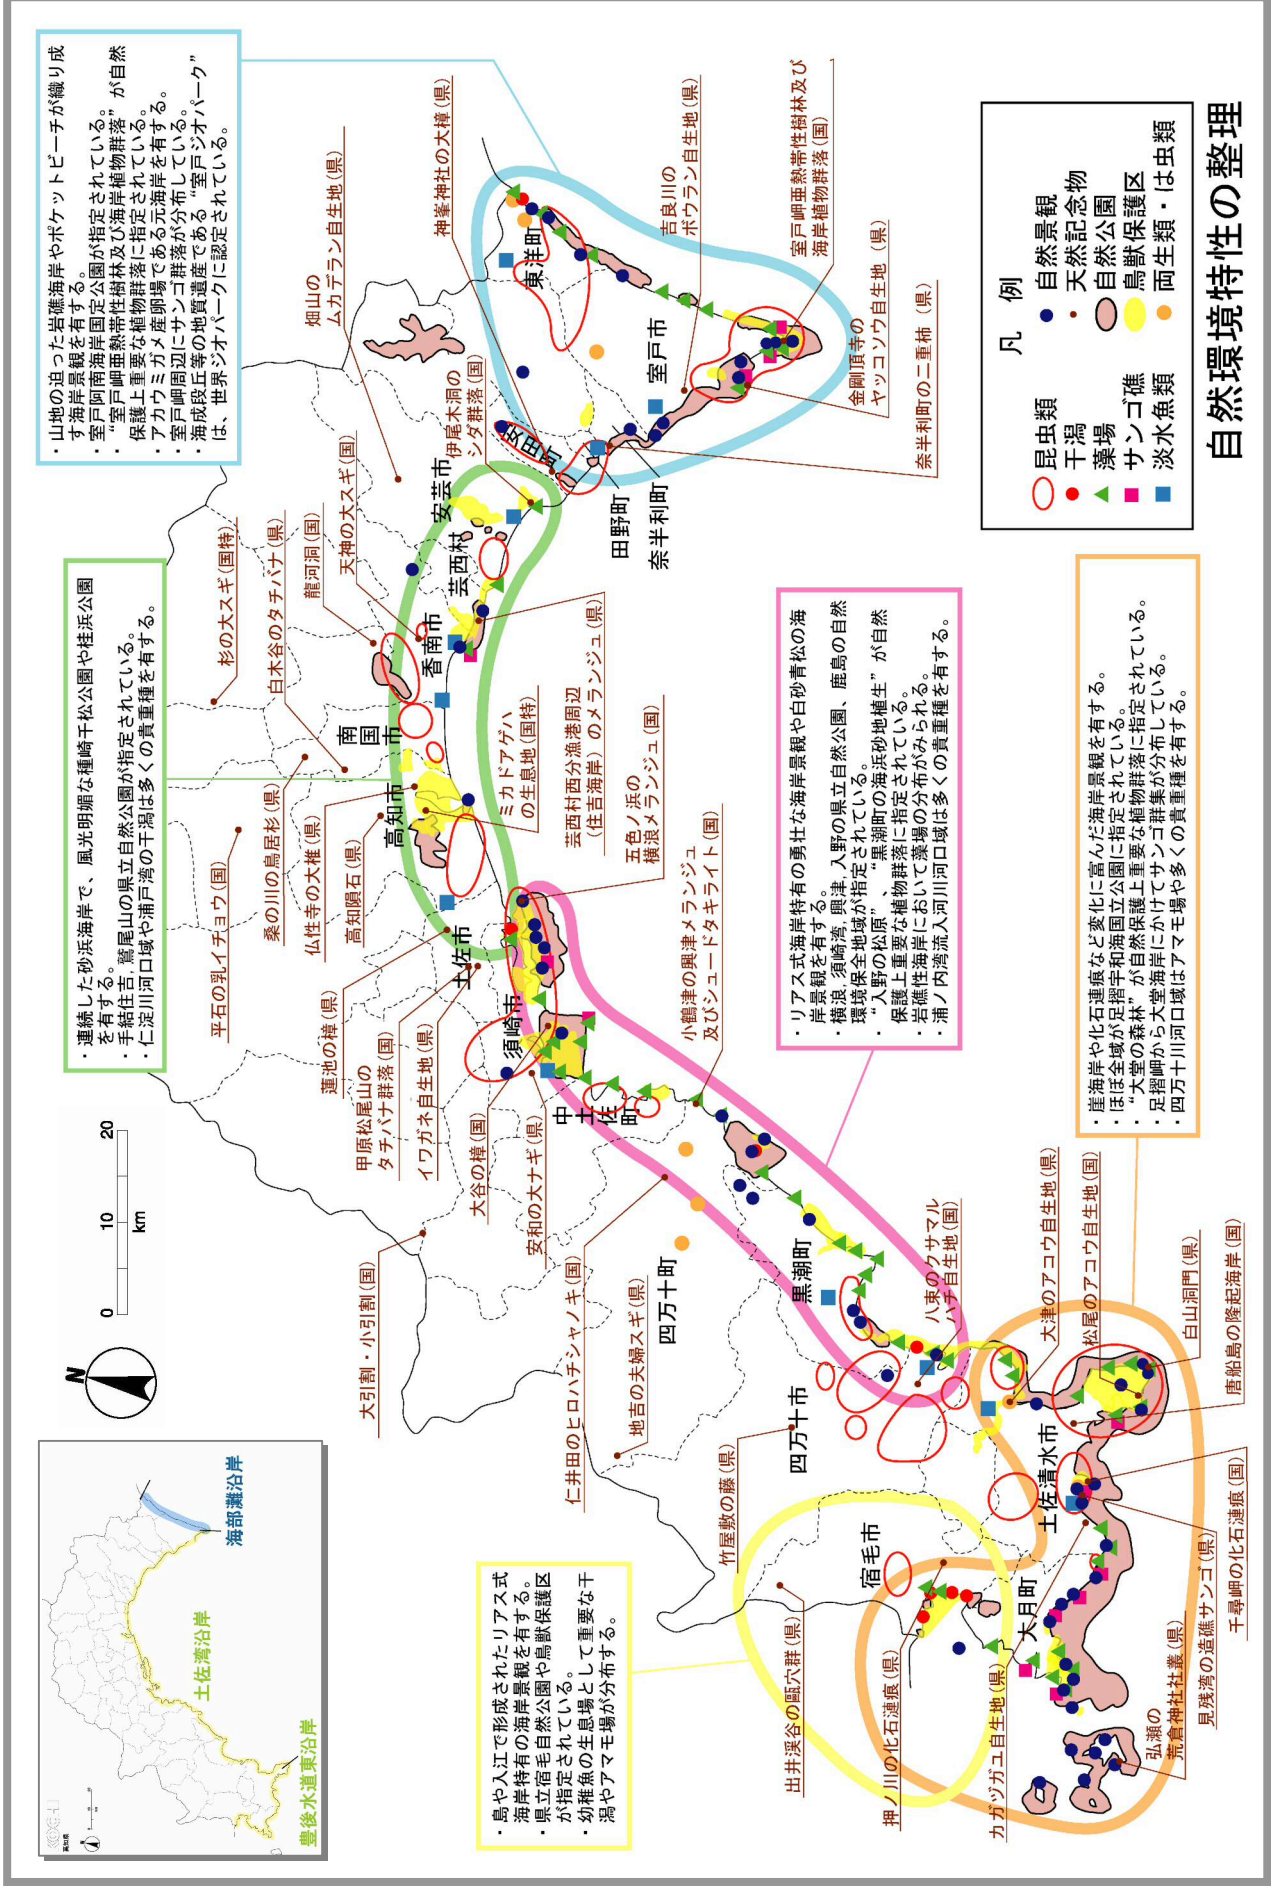 自然環境特性の整理
凡 例
昆虫類
干潟
藻場
サンゴ礁
淡水魚類
自然景観
天然記念物
自然公園
鳥獣保護区
両生類・は虫類
・山地の迫った岩礁海岸やポケットビーチが織り成
す海岸景観を有する。
・室戸阿南海岸国定公園が指定されている。
・“室戸岬亜熱帯性樹林及び海岸植物群落”が自然
保護上重要な植物群落に指定されている。
・アカウミガメ産卵場である元海岸を有する。
・室戸岬周辺にサンゴ群落が分布している。
・海成段丘等の地質遺産である“室戸ジオパーク”
は、世界ジオパークに認定されている。
・連続した砂浜海岸で、風光明媚な種崎千松公園や桂浜公園
を有する。
・手結住吉,鷲尾山の県立自然公園が指定されている。
・仁淀川河口域や浦戸湾の干潟は多くの貴重種を有する。
・リアス式海岸特有の勇壮な海岸景観や白砂青松の海
岸景観を有する。
・横浪,須崎湾,興津,入野の県立自然公園、鹿島の自然
環境保全地域が指定されている。
・“入野の松原”、“黒潮町の海浜砂地植生”が自然
保護上重要な植物群落に指定されている。
・岩礁性海岸において藻場の分布がみられる。
・浦ノ内湾流入河川河口域は多くの貴重種を有する。
・崖海岸や化石漣痕など変化に富んだ海岸景観を有する。
・ほぼ全域が足摺宇和海国立公園に指定されている。
・“大堂の森林”が自然保護上重要な植物群落に指定されている。
・足摺岬から大堂海岸にかけてサンゴ群集が分布している。
・四万十川河口域はアマモ場や多くの貴重種を有する。
・島や入江で形成されたリアス式
海岸特有の海岸景観を有する。
・県立宿毛自然公園や鳥獣保護区
が指定されている。
・幼稚魚の生息場として重要な干
潟やアマモ場が分布する。
豊後水道東沿岸
土佐湾沿岸
海部灘沿岸
高知県
N
0 10 20
km
東洋町
室戸市
安田町
田野町
奈半利町
安芸市
芸西村
香南市
南国市
高知市
土佐市
須崎市
中土佐町
四万十町
黒潮町
四万十市
土佐清水市
宿毛市
大月町
畑山の
ムカデラン自生地(県)
神峯神社の大樟(県)
吉良川の
ボウラン自生地(県)
室戸岬亜熱帯性樹林及び
海岸植物群落(国)
金剛頂寺の
ヤッコソウ自生地(県)
奈半利町の二重柿(県)
伊尾木洞の
シダ群落(国)
天神の大スギ(国)
龍河洞(国)
白木谷のタチバナ(県)
杉の大スギ(国特)
桑の川の鳥居杉(県)
仏性寺の大椎(県)
高知隕石(県)
平石の乳イチョウ(国)
ミカドアゲハ
の生息地(国特)
芸西村西分漁港周辺
(住吉海岸)のメランジュ(県)
五色ノ浜の
横浪メランジュ(国)
小鶴津の興津メランジュ
及びシュードタキライト(国)
蓮池の樟(県)
甲原松尾山の
タチバナ群落(国)
イワガネ自生地(県)
大谷の樟(国)
安和の大ナギ(県)
大引割・小引割(国)
仁井田のヒロハチシャノキ(国)
地吉の夫婦スギ(県)
竹屋敷の藤(県)
八束のクサマル
ハチ自生地(国)
大津のアコウ自生地(県)
松尾のアコウ自生地(国)
白山洞門(県)
唐船島の隆起海岸(国)
千尋岬の化石漣痕(国)
見残湾の造礁サンゴ(県)
弘瀬の
荒倉神社社叢(県)
出井渓谷の甌穴群(県)
押ノ川の化石漣痕(県)
カガツガユ自生地(県)